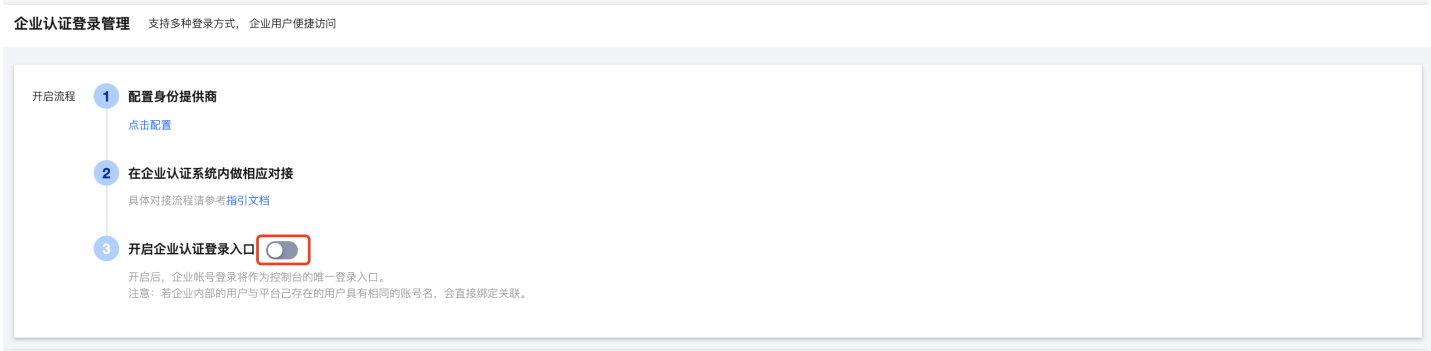 企业认证登录管理 支持多种登录方式， 企业用户便捷访问
开启流程 1 配置身份提供商
点击配置
2 在企业认证系统内做相应对接
具体对接流程请参考指引文档
3 开启企业认证登录入口
开启后，企业帐号登录将作为控制台的唯一登录入口。
注意：若企业内部的用户与平台己存在的用户具有相同的账号名，会直接绑定关联。